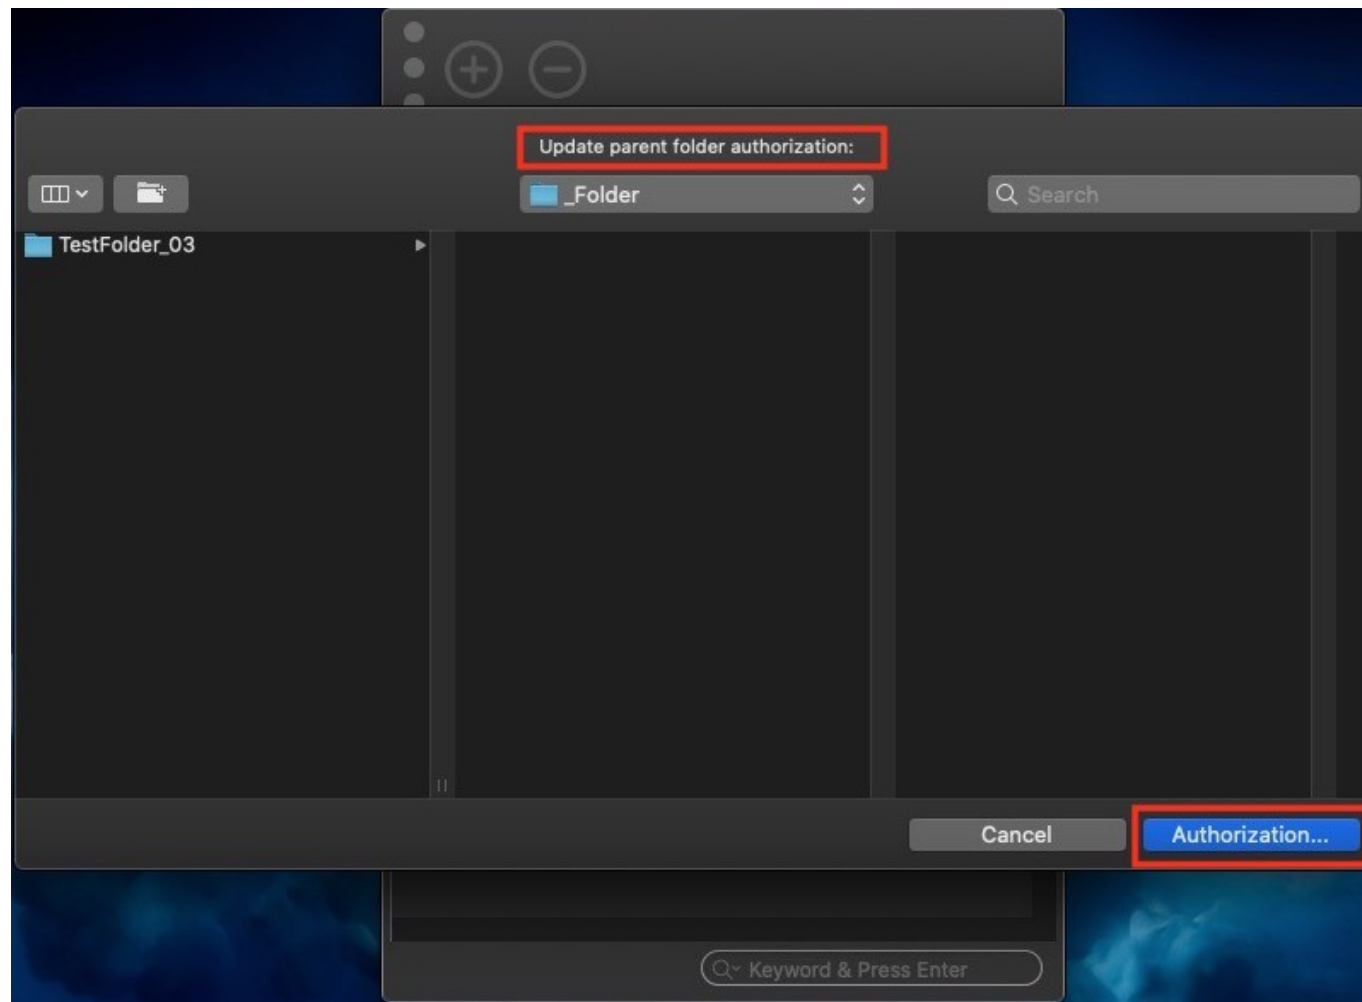 Update parent folder authorization:
_Folder
Search
TestFolder_03
Cancel
Authorization...
Keyword & Press Enter